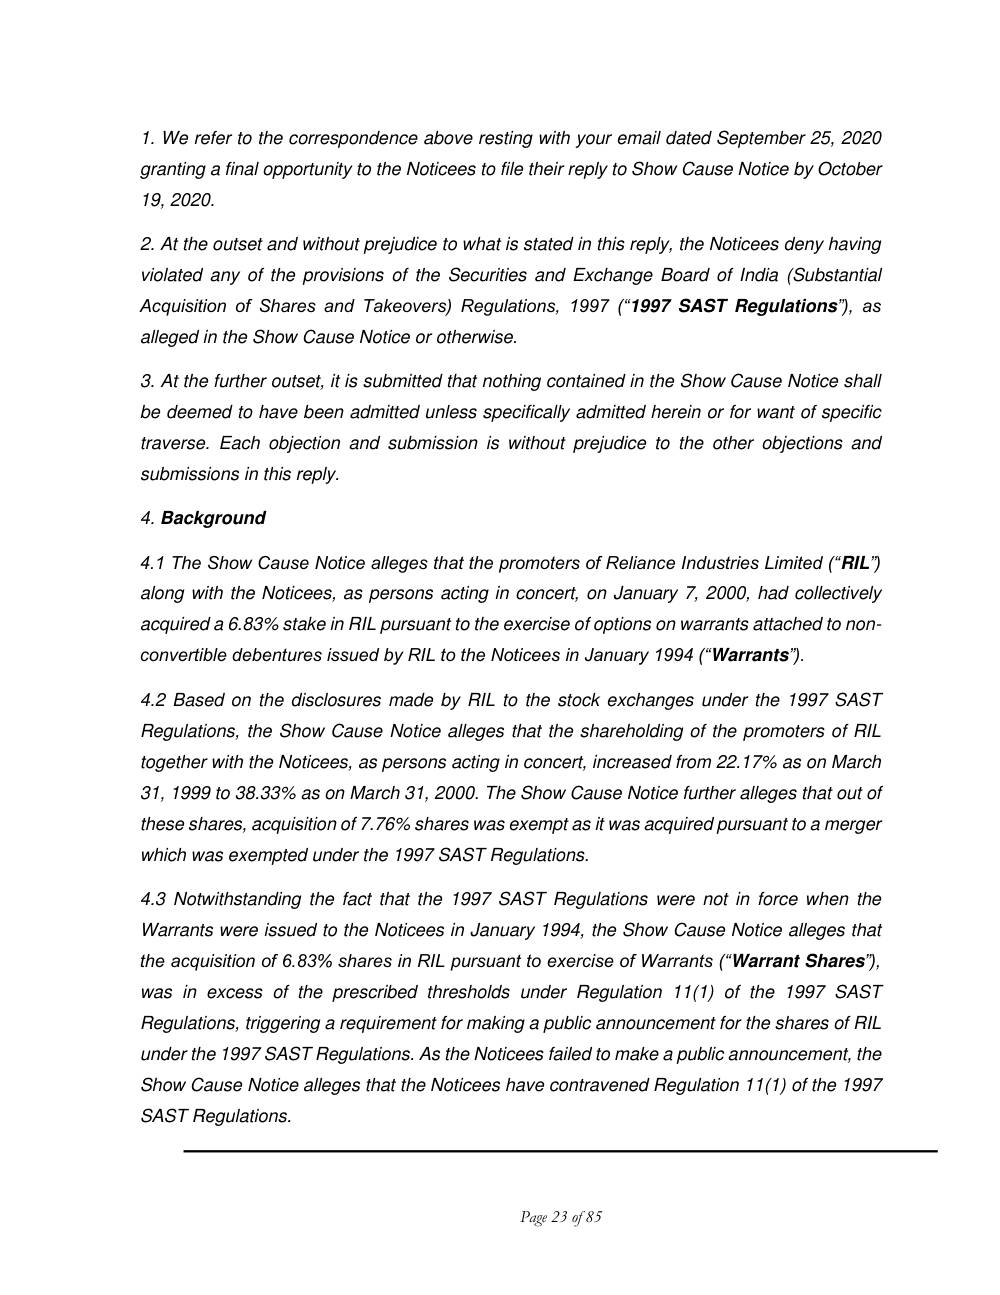 1. We refer to the correspondence above resting with your email dated September 25, 2020
granting a final opportunity to the Noticees to file their reply to Show Cause Notice by October
19, 2020.
2. At the outset and without prejudice to what is stated in this reply, the Noticees deny having
violated any of the provisions of the Securities and Exchange Board of India (Substantial
Acquisition of Shares and Takeovers) Regulations, 1997 (“1997 SAST Regulations”), as
alleged in the Show Cause Notice or otherwise.
3. At the further outset, it is submitted that nothing contained in the Show Cause Notice shall
be deemed to have been admitted unless specifically admitted herein or for want of specific
traverse. Each objection and submission is without prejudice to the other objections and
submissions in this reply.
4. Background
4.1 The Show Cause Notice alleges that the promoters of Reliance Industries Limited (“RIL”)
along with the Noticees, as persons acting in concert, on January 7, 2000, had collectively
acquired a 6.83% stake in RIL pursuant to the exercise of options on warrants attached to non-
convertible debentures issued by RIL to the Noticees in January 1994 (“Warrants”).
4.2 Based on the disclosures made by RIL to the stock exchanges under the 1997 SAST
Regulations, the Show Cause Notice alleges that the shareholding of the promoters of RIL
together with the Noticees, as persons acting in concert, increased from 22.17% as on March
31, 1999 to 38.33% as on March 31, 2000. The Show Cause Notice further alleges that out of
these shares, acquisition of 7.76% shares was exempt as it was acquired pursuant to a merger
which was exempted under the 1997 SAST Regulations.
4.3 Notwithstanding the fact that the 1997 SAST Regulations were not in force when the
Warrants were issued to the Noticees in January 1994, the Show Cause Notice alleges that
the acquisition of 6.83% shares in RIL pursuant to exercise of Warrants (“Warrant Shares”),
was in excess of the prescribed thresholds under Regulation 11(1) of the 1997 SAST
Regulations, triggering a requirement for making a public announcement for the shares of RIL
under the 1997 SAST Regulations. As the Noticees failed to make a public announcement, the
Show Cause Notice alleges that the Noticees have contravened Regulation 11(1) of the 1997
SAST Regulations.
Page 23 of 85